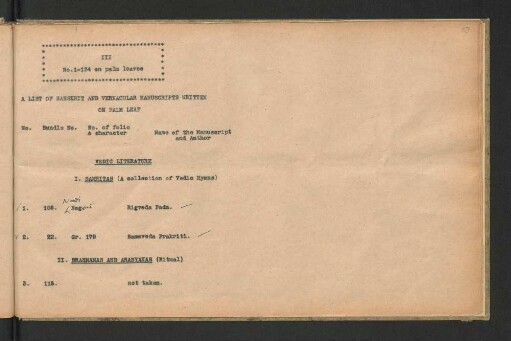 III
No.1-154 on palm leaves
A LIST OF SANSKRIT AND VERNACULAR MANUSCRIPTS WRITTEN
ON PALM LEAF
No. Bundle No. No. of folio & character Name of the Manuscript and Author
VEDIC LITERATURE
I. SAMHITAS (A collection of Vedic Hymns)
1. 108. Nagari Rigveda Pada.
2. 22. Gr. 178 Samaveda Prakriti.
II. BRAHMANAS AND ARANYAKAS (Ritual)
3. 115. not taken.